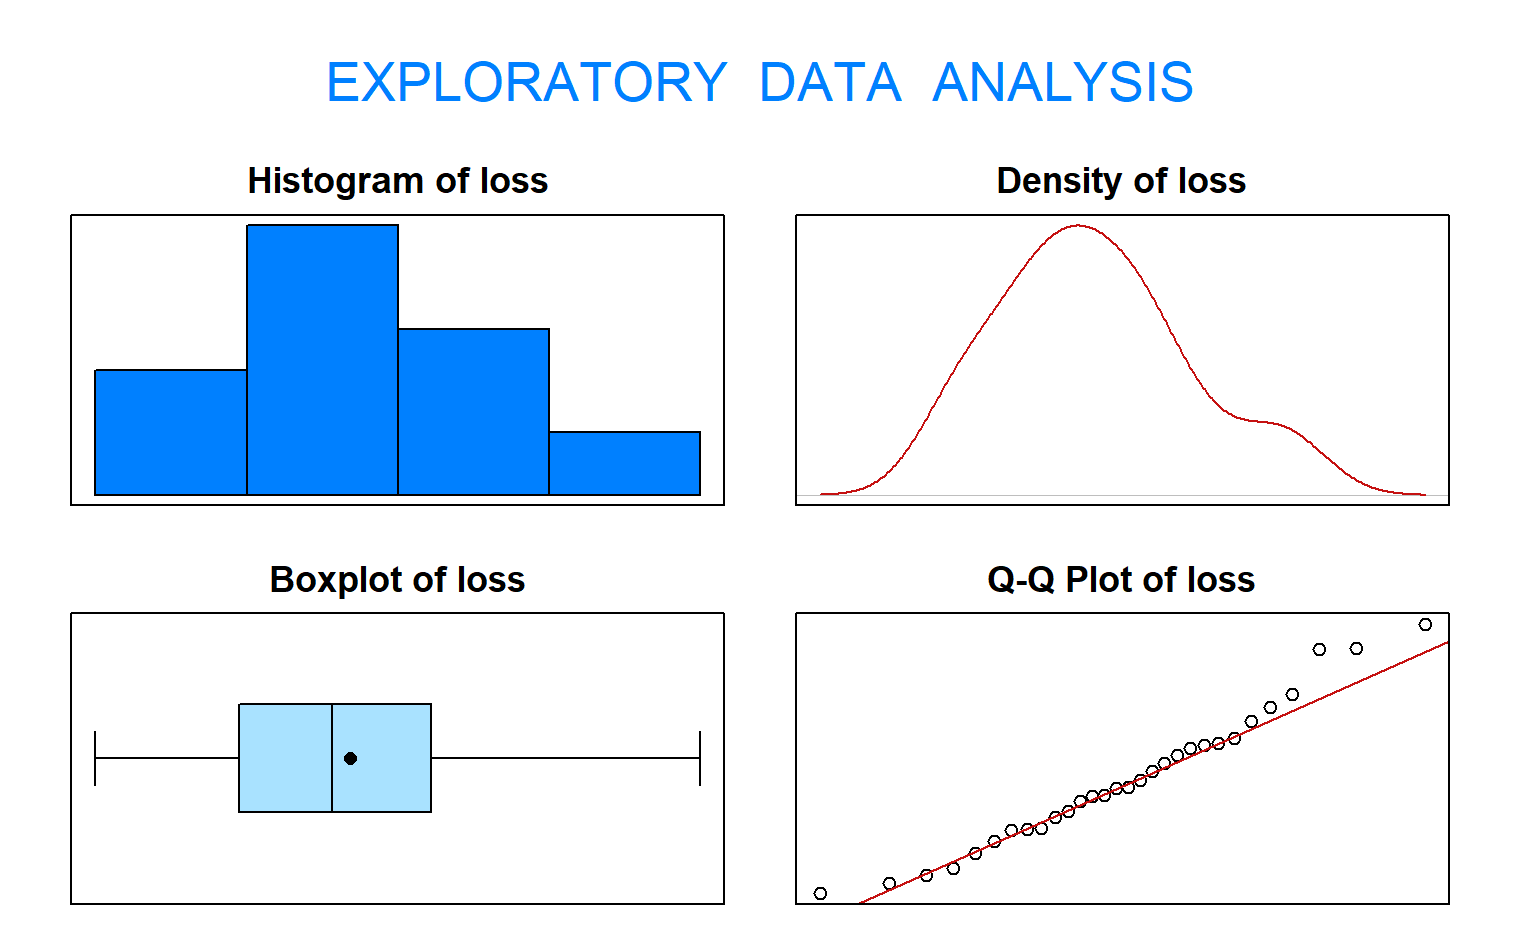 EXPLORATORY DATA ANALYSIS
Histogram of loss
Density of loss
Boxplot of loss
Q-Q Plot of loss